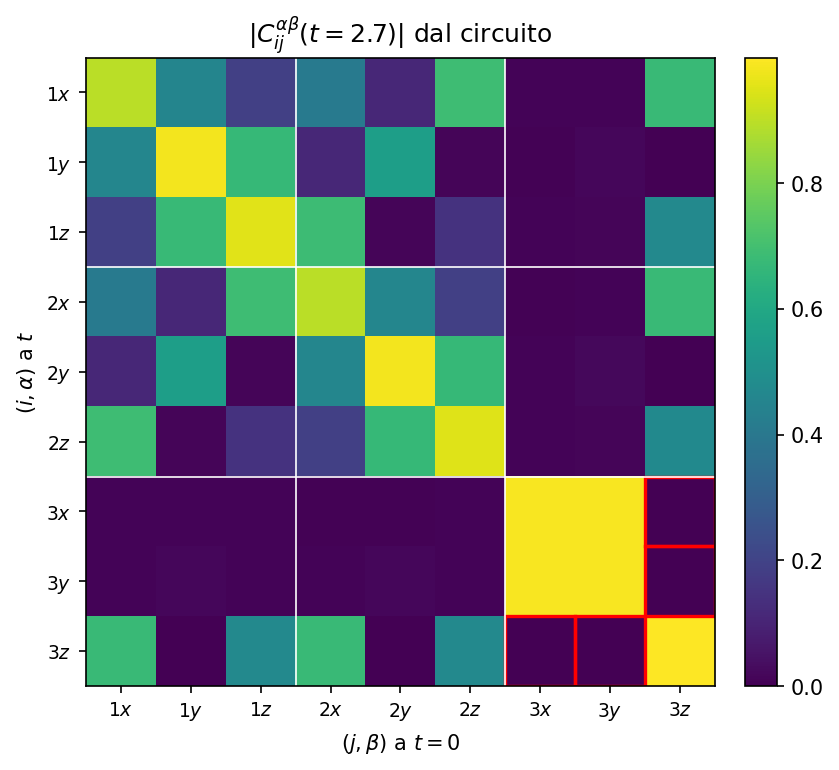 |C_{ij}^{αβ}(t = 2.7)| dal circuito
1x
1y
1z
2x
2y
2z
3x
3y
3z
(i, α) a t
1x 1y 1z 2x 2y 2z 3x 3y 3z
(j, β) a t = 0
0.8
0.6
0.4
0.2
0.0